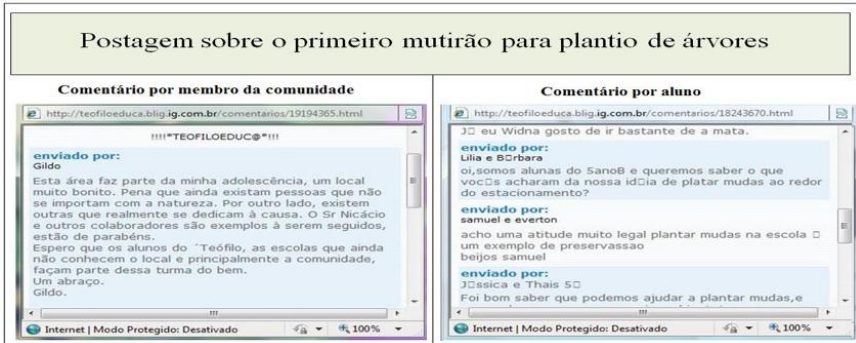 Postagem sobre o primeiro mutirão para plantio de árvores
Comentário por membro da comunidade
http://teofiloeduca.blig.ig.com.br/comentarios/19194365.html
!!!!*TEOFILOEDUC@*!!!
enviado por:
Gildo
Esta área faz parte da minha adolescência, um local
muito bonito. Pena que ainda existam pessoas que não
se importam com a natureza. Por outro lado, existem
outras que realmente se dedicam à causa. O Sr Nicácio
e outros colaboradores são exemplos à serem seguidos,
estão de parabéns.
Espero que os alunos do ´Teófilo, as escolas que ainda
não conhecem o local e principalmente a comunidade,
façam parte dessa turma do bem.
Um abraço.
Gildo.
Internet | Modo Protegido: Desativado
100%
Comentário por aluno
http://teofiloeduca.blig.ig.com.br/comentarios/18243670.html
J□ eu Widna gosto de ir bastante de a mata.
enviado por:
Lilia e B□rbara
oi,somos alunas do 5anoB e queremos saber o que
voc□s acharam da nossa id□ia de platar mudas ao redor
do estacionamento?
enviado por:
samuel e everton
acho uma atitude muito legal plantar mudas na escola □
um exemplo de preservassao
beijos samuel
enviado por:
J□ssica e Thais 5□
Foi bom saber que podemos ajudar a plantar mudas,e
Internet | Modo Protegido: Desativado
100%